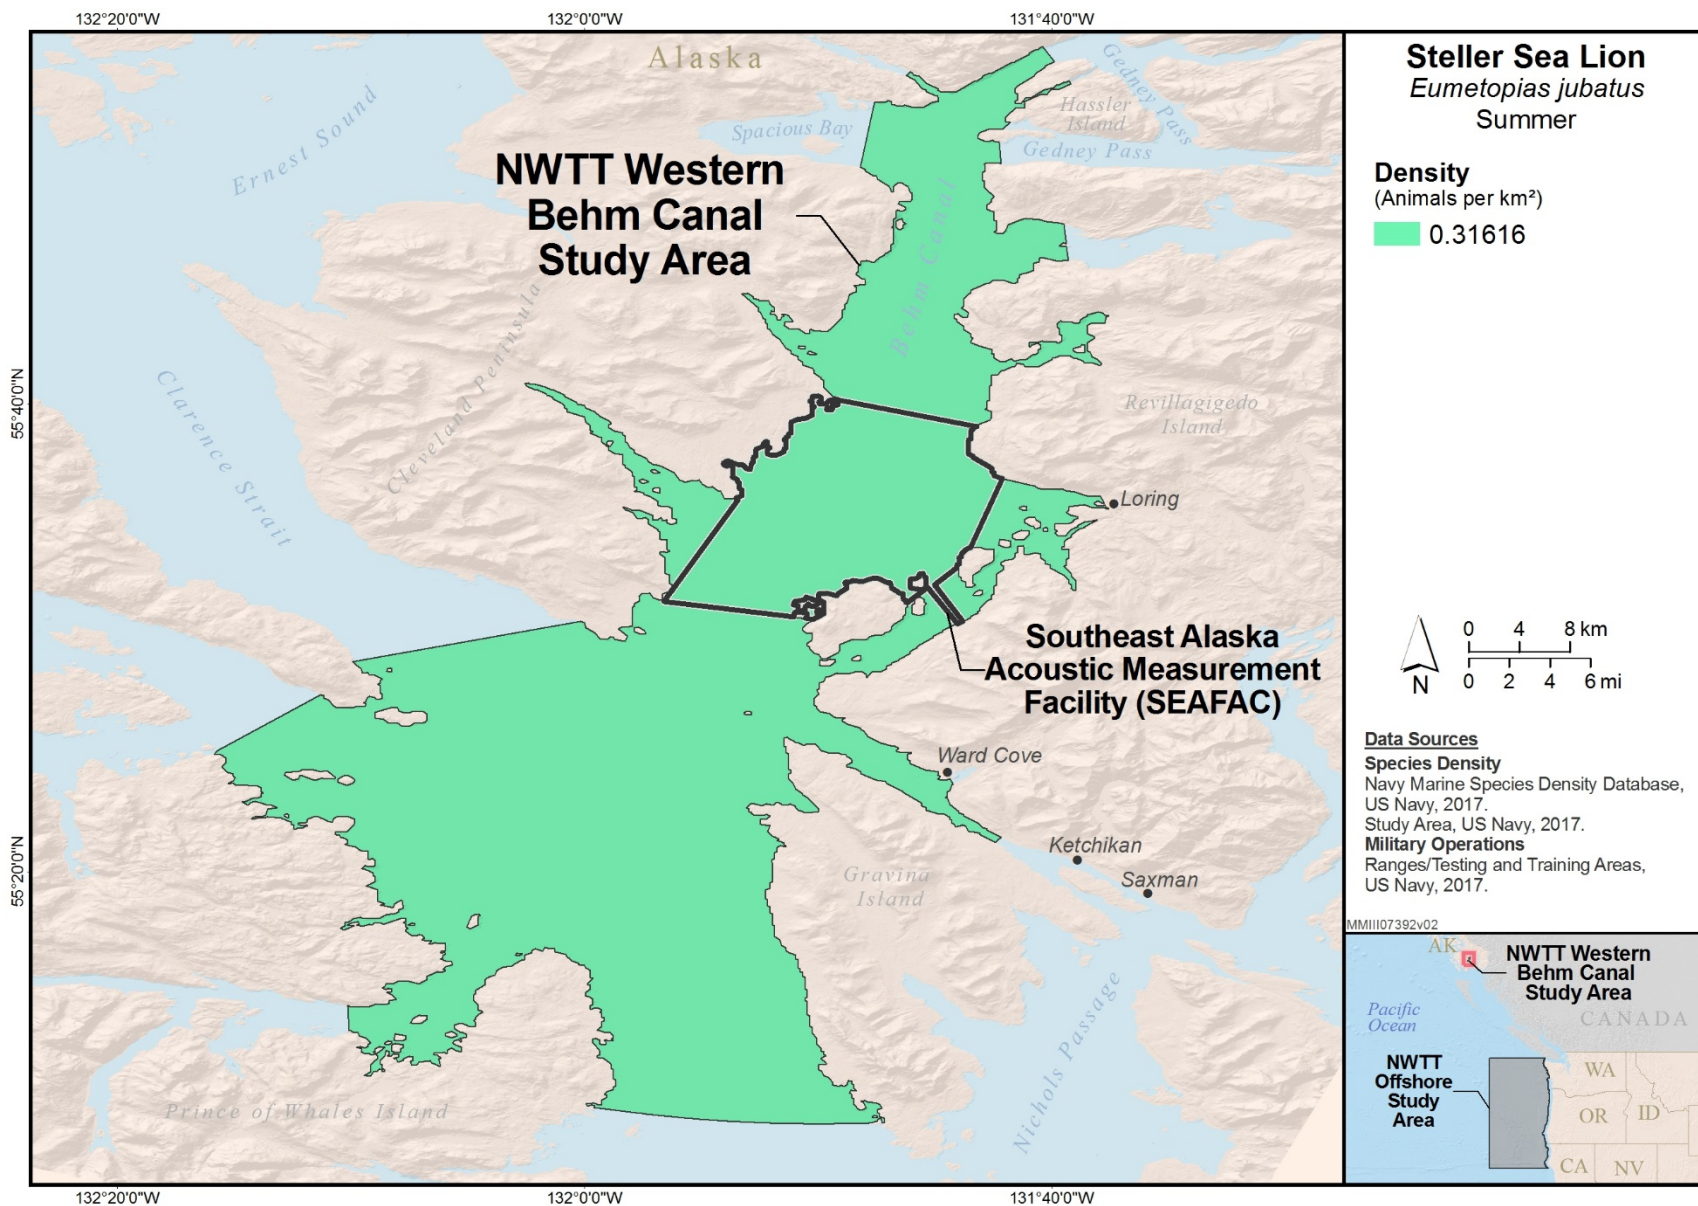 132°20'0"W
132°0'0"W
131°40'0"W
Alaska
Ernest Sound
Spacious Bay
Gedney Pass
Hassler
Island
Gedney Pass
NWTT Western
Behm Canal
Study Area
Behm Canal
Cleveland Peninsula
Clarence Strait
55°40'0"N
Revillagigedo
Island
Loring
Southeast Alaska
Acoustic Measurement
Facility (SEAFAC)
Ward Cove
Ketchikan
Saxman
Gravina
Island
55°20'0"N
Nichols Passage
Prince of Whales Island
132°20'0"W
132°0'0"W
131°40'0"W
Steller Sea Lion
Eumetopias jubatus
Summer
Density
(Animals per km²)
0.31616
N
0 4 8 km
0 2 4 6 mi
Data Sources
Species Density
Navy Marine Species Density Database,
US Navy, 2017.
Study Area, US Navy, 2017.
Military Operations
Ranges/Testing and Training Areas,
US Navy, 2017.
MMIII07392v02
AK
NWTT Western
Behm Canal
Study Area
Pacific
Ocean
CANADA
NWTT
Offshore
Study
Area
WA
OR
ID
CA
NV